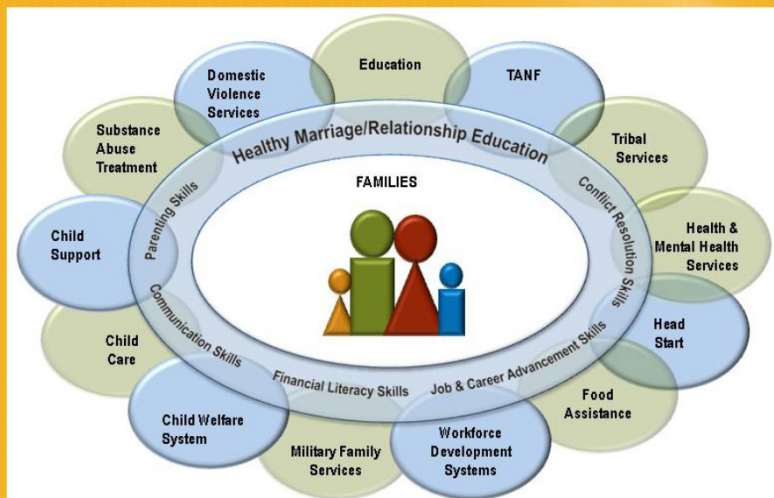 Education
TANF
Tribal
Services
Health &
Mental Health
Services
Head
Start
Food
Assistance
Workforce
Development
Systems
Military Family
Services
Child Welfare
System
Child
Care
Child
Support
Substance
Abuse
Treatment
Domestic
Violence
Services
Healthy Marriage/Relationship Education
Conflict Resolution Skills
Job & Career Advancement Skills
Financial Literacy Skills
Communication Skills
Parenting Skills
FAMILIES